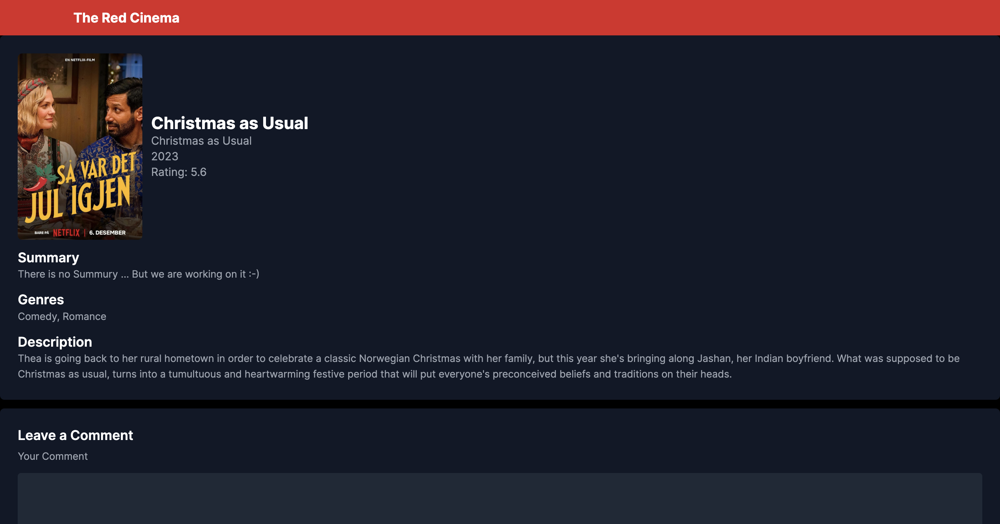 The Red Cinema
EN NETFLIX-FILM
SÅ VAR DET
JUL IGJEN
BARE PÅ NETFLIX | 6. DESEMBER
Christmas as Usual
Christmas as Usual
2023
Rating: 5.6
Summary
There is no Summury ... But we are working on it :-)
Genres
Comedy, Romance
Description
Thea is going back to her rural hometown in order to celebrate a classic Norwegian Christmas with her family, but this year she's bringing along Jashan, her Indian boyfriend. What was supposed to be
Christmas as usual, turns into a tumultuous and heartwarming festive period that will put everyone's preconceived beliefs and traditions on their heads.
Leave a Comment
Your Comment